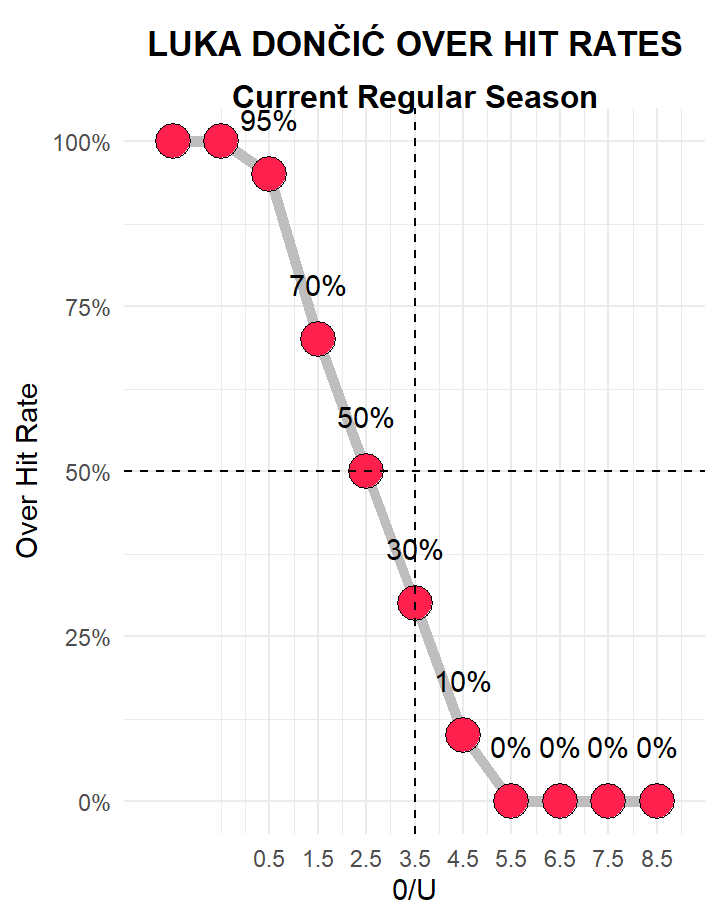 LUKA DONČIĆ OVER HIT RATES
Current Regular Season
95%
100%
70%
75%
50%
50%
30%
25%
10%
0% 0% 0% 0%
0%
Over Hit Rate
0.5 1.5 2.5 3.5 4.5 5.5 6.5 7.5 8.5
0/U